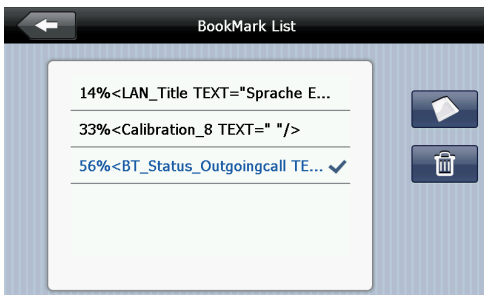 BookMark List
14%<LAN_Title TEXT="Sprache E...
33%<Calibration_8 TEXT=" "/>
56%<BT_Status_Outgoingcall TE...